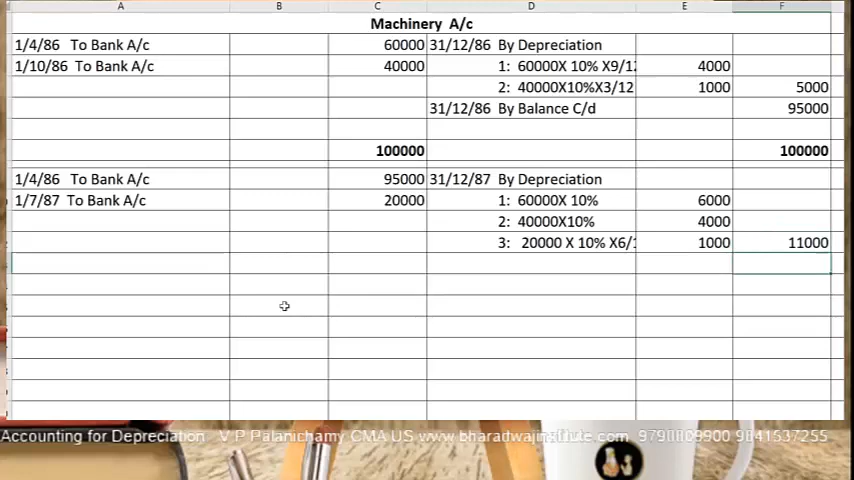 A B C D E F
Machinery A/c
1/4/86 To Bank A/c 60000 31/12/86 By Depreciation
1/10/86 To Bank A/c 40000 1: 60000X 10% X9/12 4000
2: 40000X10%X3/12 1000 5000
31/12/86 By Balance C/d 95000
100000 100000
1/4/86 To Bank A/c 95000 31/12/87 By Depreciation
1/7/87 To Bank A/c 20000 1: 60000X 10% 6000
2: 40000X10% 4000
3: 20000 X 10% X6/1 1000 11000
Accounting for Depreciation V P Palanichamy CMA US